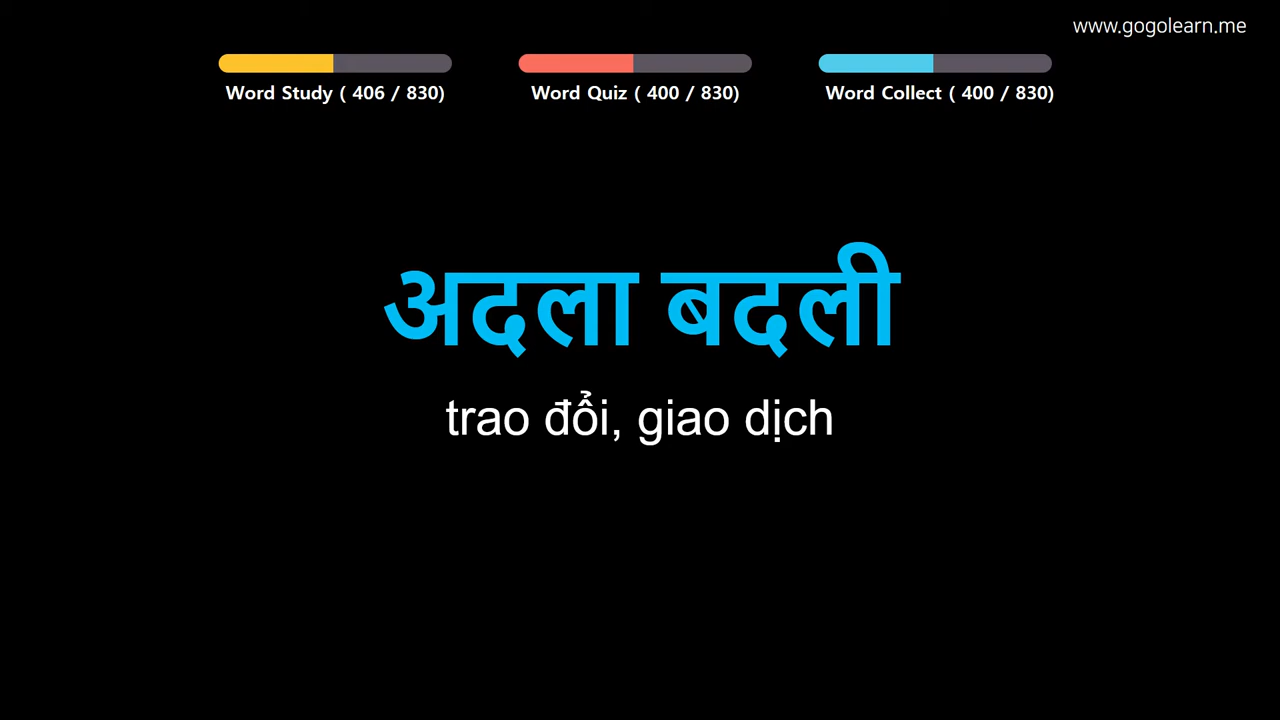 www.gogolearn.me
Word Study ( 406 / 830)
Word Quiz ( 400 / 830)
Word Collect ( 400 / 830)
अदला बदली
trao đổi, giao dịch